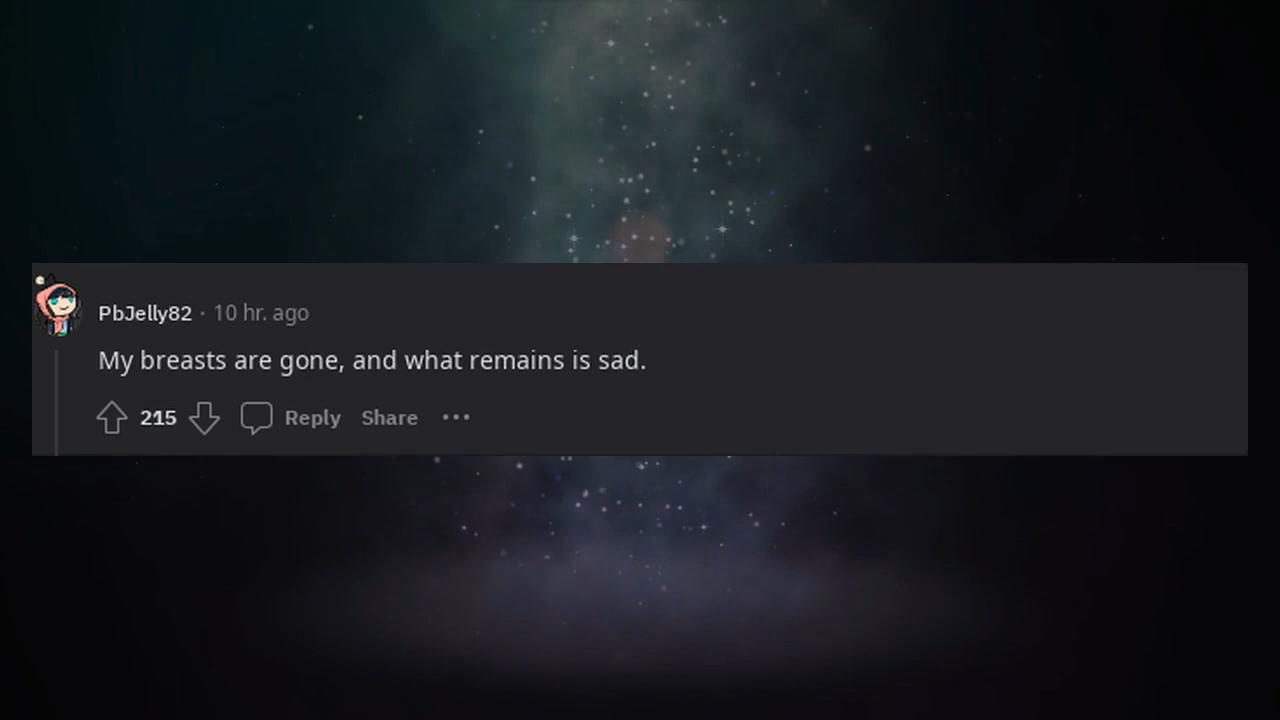 PbJelly82 · 10 hr. ago
My breasts are gone, and what remains is sad.
215 Reply Share ···